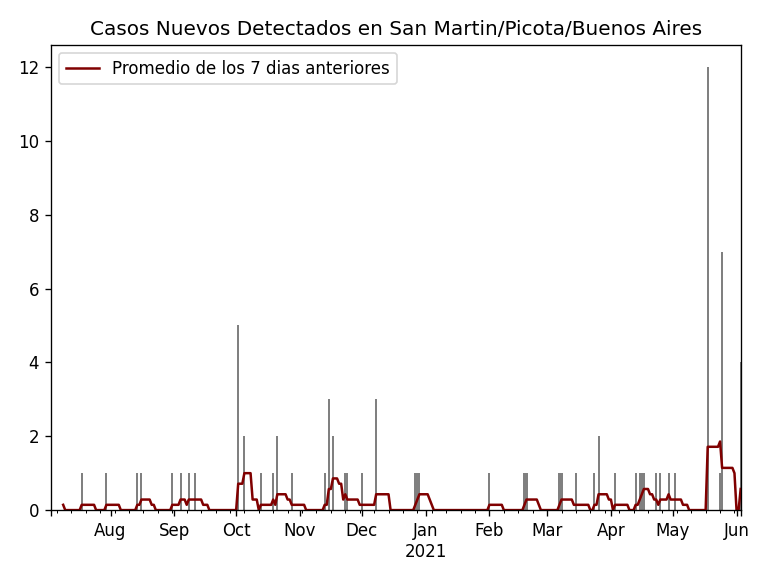 Casos Nuevos Detectados en San Martin/Picota/Buenos Aires
Promedio de los 7 dias anteriores
12
10
8
6
4
2
0
Aug Sep Oct Nov Dec Jan Feb Mar Apr May Jun
2021